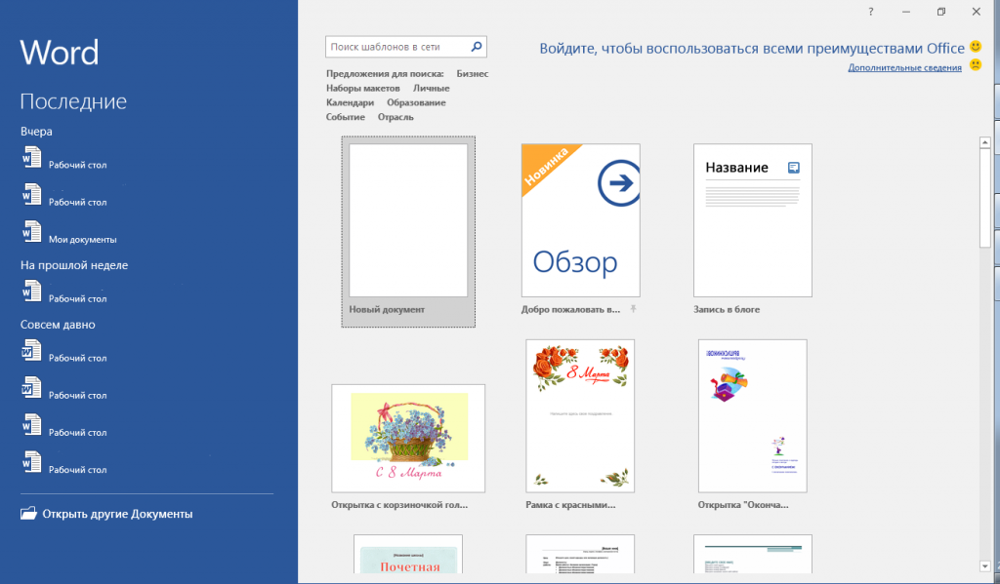 Word
Последние
Вчера
Рабочий стол
Рабочий стол
Мои документы
На прошлой неделе
Рабочий стол
Совсем давно
Рабочий стол
Рабочий стол
Рабочий стол
Рабочий стол
Открыть другие Документы
?
Поиск шаблонов в сети
Войдите, чтобы воспользоваться всеми преимуществами Office
Дополнительные сведения
Предложения для поиска: Бизнес
Наборы макетов Личные
Календари Образование
Событие Отрасль
Новый документ
Новинка
Обзор
Добро пожаловать в...
Название
Запись в блоге
С 8 Марта
Открытка с корзиночкой гол...
8 Марта
Рамка с красными...
Открытка "Оконча...
Почетная